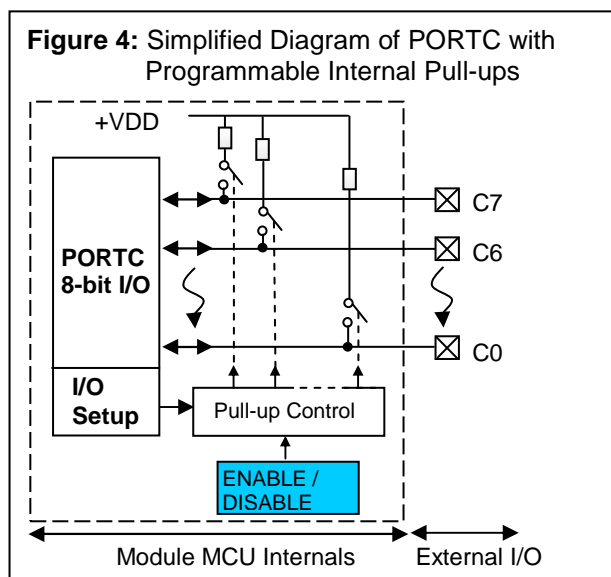 Figure 4: Simplified Diagram of PORTC with
Programmable Internal Pull-ups
+VDD
C7
PORTC
8-bit I/O
C6
C0
I/O
Setup
Pull-up Control
ENABLE /
DISABLE
Module MCU Internals
External I/O